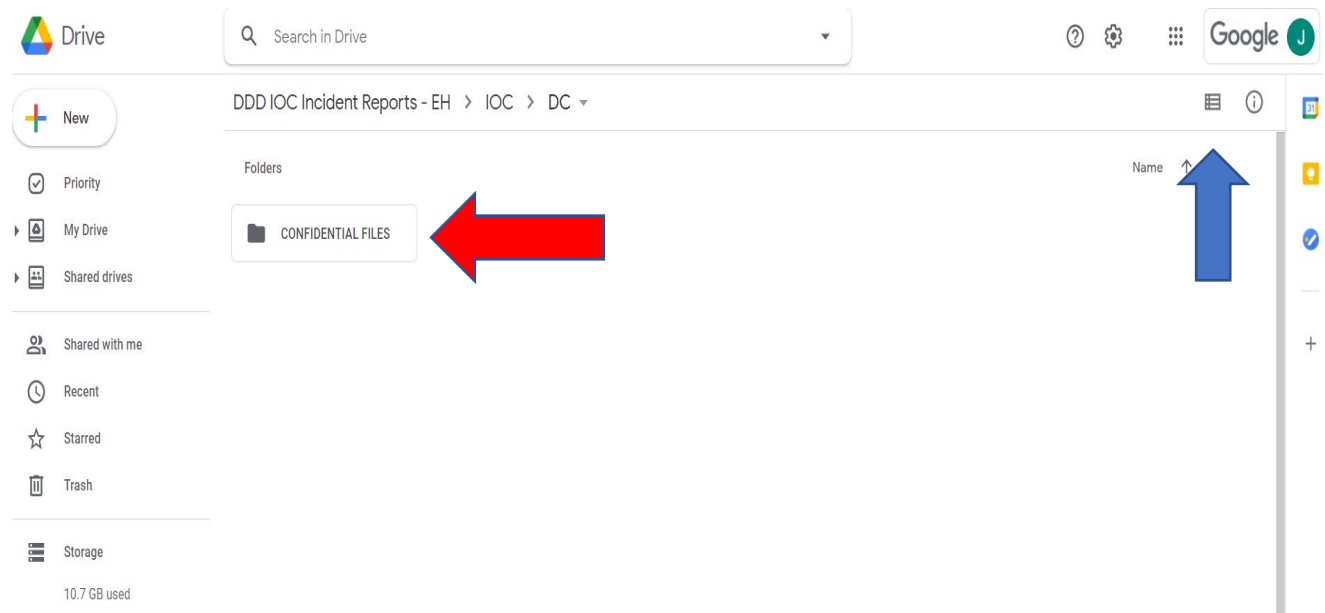 Drive
Search in Drive
Google J
New
DDD IOC Incident Reports - EH > IOC > DC
31
Folders
Name
Priority
My Drive
CONFIDENTIAL FILES
Shared drives
Shared with me
Recent
Starred
Trash
Storage
10.7 GB used